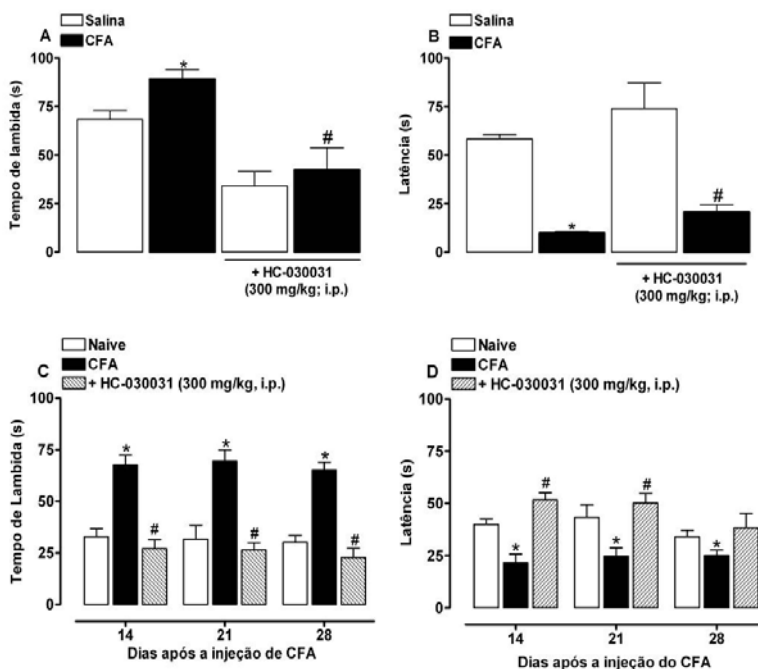 Salina
CFA
A
Tempo de lambida (s)
100
75
50
25
0
*
#
+ HC-030031
(300 mg/kg; i.p.)
Salina
CFA
B
Latência (s)
100
75
50
25
0
*
#
+ HC-030031
(300 mg/kg; i.p.)
Naive
CFA
+ HC-030031 (300 mg/kg, i.p.)
C
Tempo de Lambida (s)
100
75
50
25
0
* * *
# # #
14 21 28
Dias após a injeção de CFA
Naive
CFA
+ HC-030031 (300 mg/kg, i.p.)
D
Latência (s)
100
75
50
25
0
# #
* * *
14 21 28
Dias após a injeção do CFA